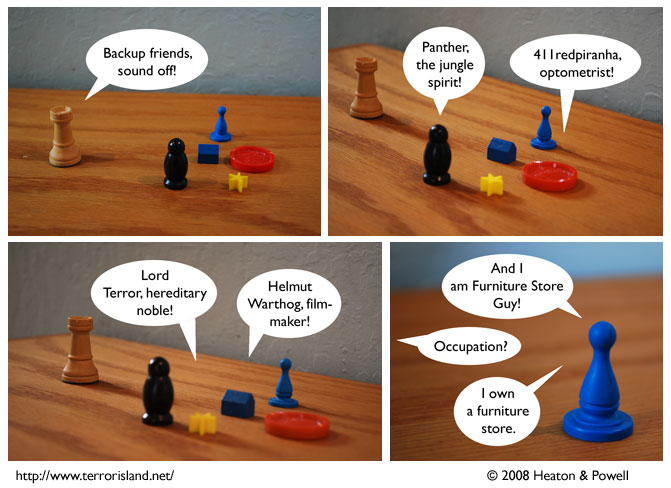 Backup friends,
sound off!
Panther,
the jungle
spirit!
411redpiranha,
optometrist!
Lord
Terror, hereditary
noble!
Helmut
Warthog, film-
maker!
And I
am Furniture Store
Guy!
Occupation?
I own
a furniture
store.
http://www.terrorisland.net/
© 2008 Heaton & Powell